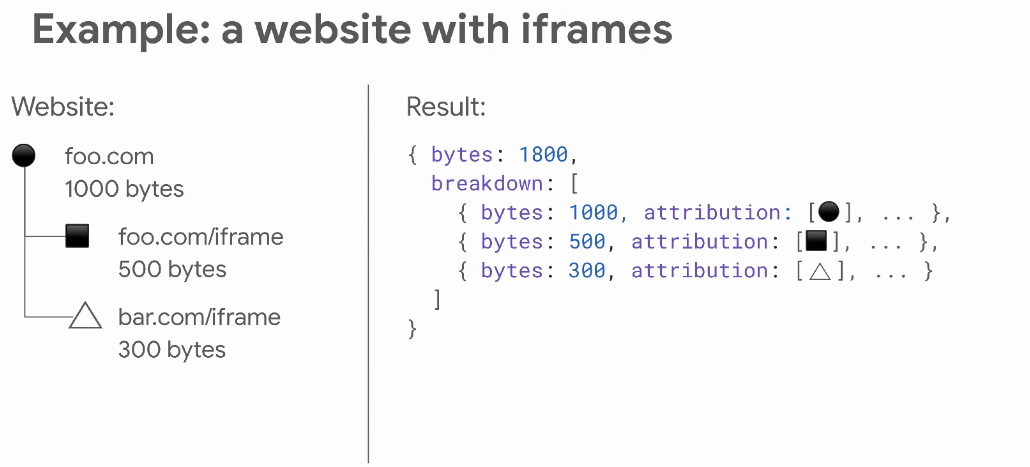 Example: a website with iframes
Website:
foo.com
1000 bytes
foo.com/iframe
500 bytes
bar.com/iframe
300 bytes
Result:
{ bytes: 1800,
breakdown: [
{ bytes: 1000, attribution: [●], ... },
{ bytes: 500, attribution: [■], ... },
{ bytes: 300, attribution: [△], ... }
]
}